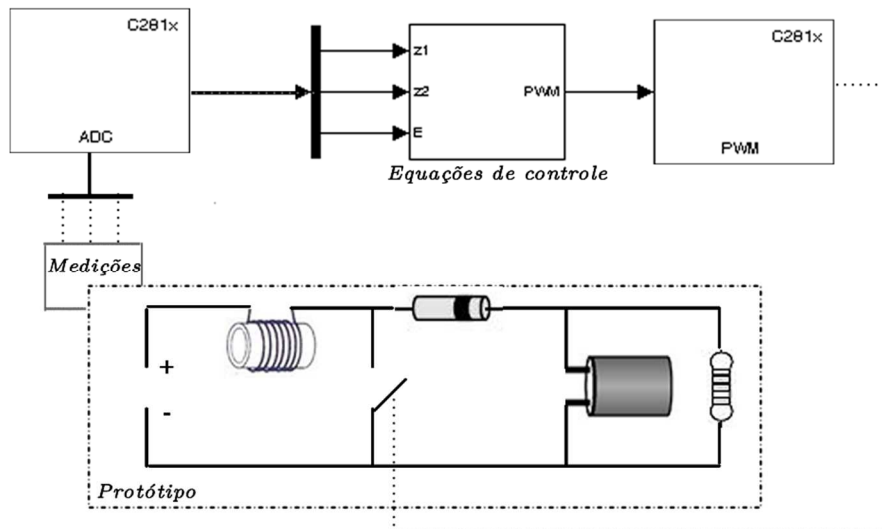 C281x
ADC
z1
z2
E
PWM
Equações de controle
C281x
PWM
Medições
+
-
Protótipo